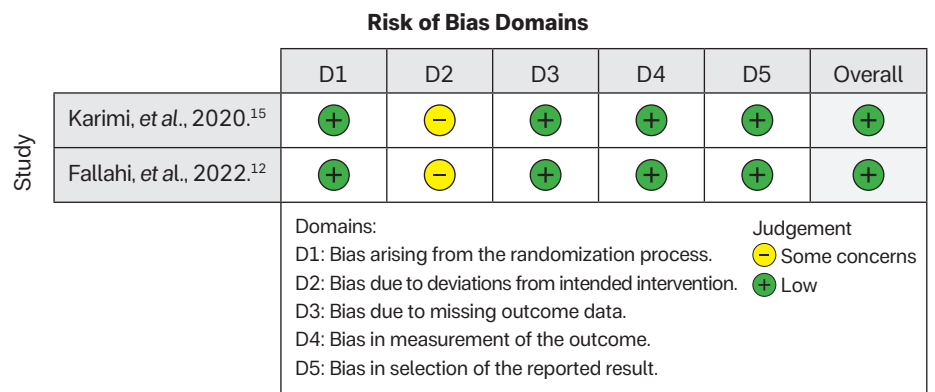 Risk of Bias Domains
D1 D2 D3 D4 D5 Overall
Study
Karimi, et al., 2020.¹⁵ + − + + + +
Fallahi, et al., 2022.¹² + − + + + +
Domains:
D1: Bias arising from the randomization process.
D2: Bias due to deviations from intended intervention.
D3: Bias due to missing outcome data.
D4: Bias in measurement of the outcome.
D5: Bias in selection of the reported result.
Judgement
− Some concerns
+ Low